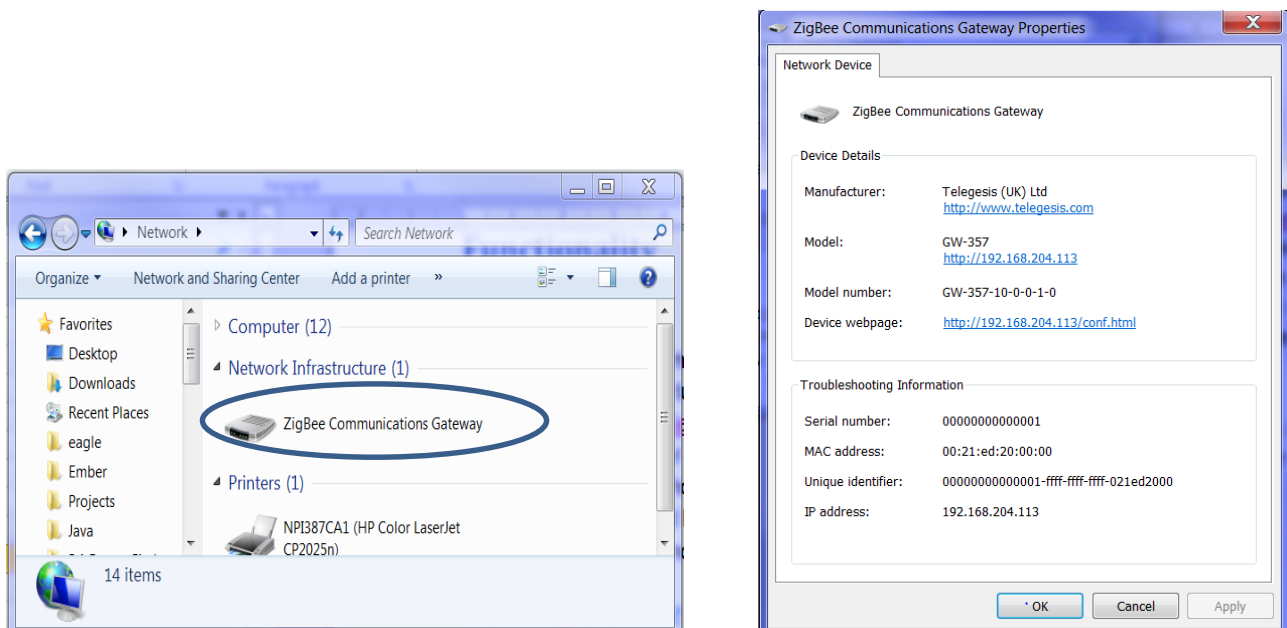 Network
Search Network
Organize
Network and Sharing Center
Add a printer
»
Favorites
Desktop
Downloads
Recent Places
eagle
Ember
Projects
Java
Computer (12)
Network Infrastructure (1)
ZigBee Communications Gateway
Printers (1)
NPI387CA1 (HP Color LaserJet
CP2025n)
14 items
ZigBee Communications Gateway Properties
Network Device
ZigBee Communications Gateway
Device Details
Manufacturer: Telegesis (UK) Ltd
http://www.telegesis.com
Model: GW-357
http://192.168.204.113
Model number: GW-357-10-0-0-1-0
Device webpage: http://192.168.204.113/conf.html
Troubleshooting Information
Serial number: 00000000000001
MAC address: 00:21:ed:20:00:00
Unique identifier: 00000000000001-ffff-ffff-ffff-021ed2000
IP address: 192.168.204.113
OK Cancel Apply